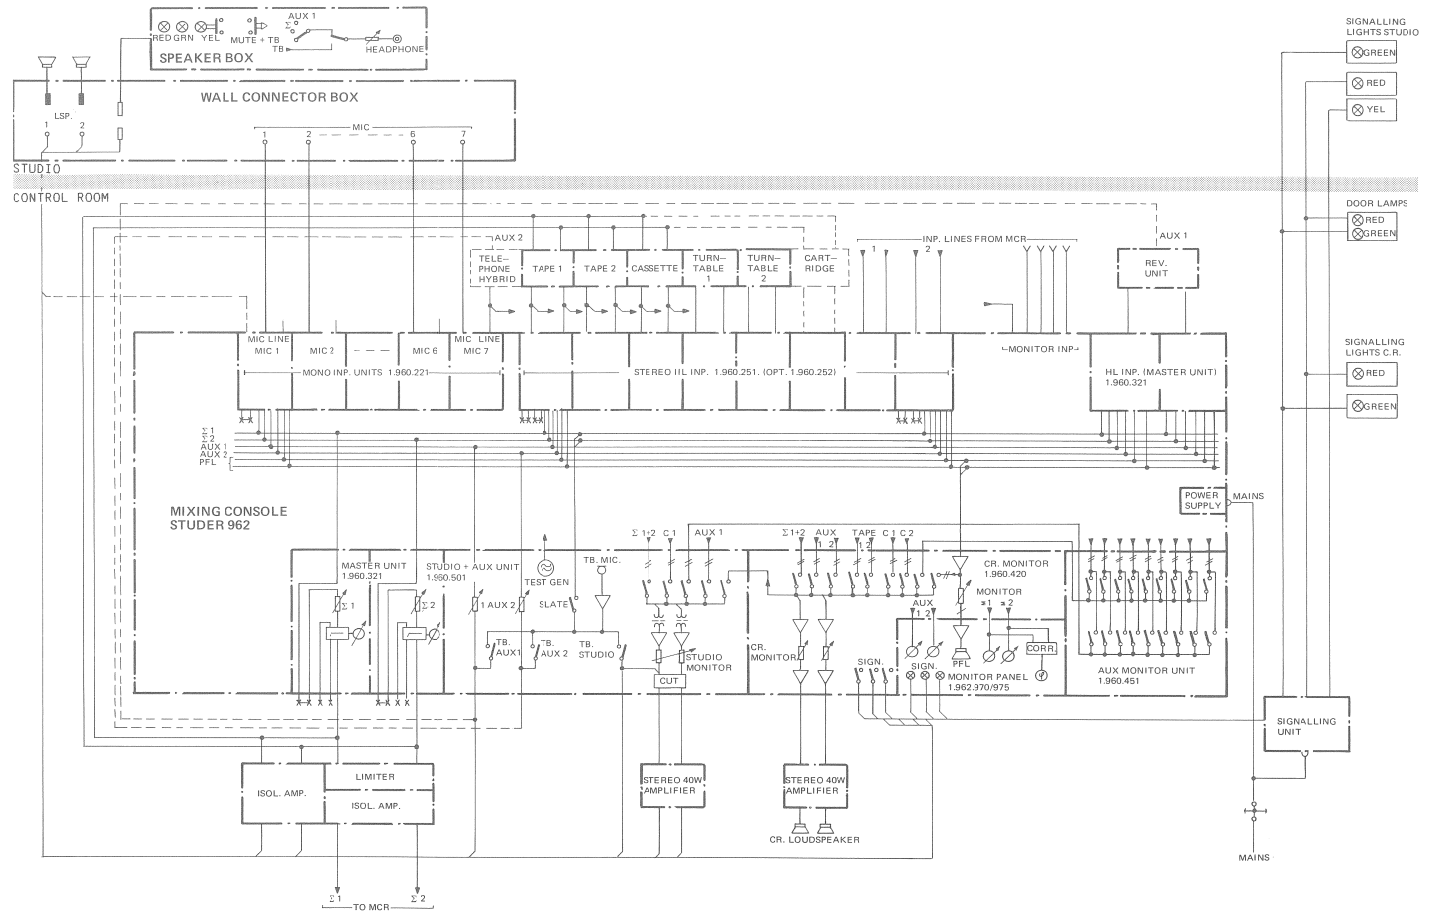 AUX 1
Σ
RED GRN YEL MUTE + TB
TB
HEADPHONE
SPEAKER BOX
WALL CONNECTOR BOX
LSP.
1 2
MIC
1 2 6 7
STUDIO
CONTROL ROOM
SIGNALLING
LIGHTS STUDIO
GREEN
RED
YEL
DOOR LAMPS
RED
GREEN
SIGNALLING
LIGHTS C.R.
RED
GREEN
AUX 2
TELE–
PHONE
HYBRID
TAPE 1
TAPE 2
CASSETTE
TURN–
TABLE
1
TURN–
TABLE
2
CART–
RIDGE
INP. LINES FROM MCR
1 2
AUX 1
REV.
UNIT
MIC LINE
MIC 1
MIC 2
MIC 6
MIC LINE
MIC 7
MONO INP. UNITS 1.960.221
STEREO IIL INP. 1.960.251. (OPT. 1.960.252)
MONITOR INP
HL INP. (MASTER UNIT)
1.960.321
Σ 1
Σ 2
AUX 1
AUX 2
PFL
MIXING CONSOLE
STUDER 962
POWER
SUPPLY
MAINS
MASTER UNIT
1.960.321
Σ 1
Σ 2
STUDIO + AUX UNIT
1.960.501
1 AUX 2
TEST GEN
SLATE
TB. MIC.
TB.
AUX1
TB.
AUX 2
TB.
STUDIO
Σ 1+2 C 1 AUX 1
STUDIO
MONITOR
CUT
Σ 1+2 AUX TAPE C 1 C 2
1 2 1 2
CR. MONITOR
1.960.420
CR.
MONITOR
AUX
1 2
MONITOR
1 2
CORR.
PFL
SIGN.
SIGN.
MONITOR PANEL
1.962.970/975
AUX MONITOR UNIT
1.960.451
SIGNALLING
UNIT
LIMITER
ISOL. AMP.
ISOL. AMP.
STEREO 40W
AMPLIFIER
STEREO 40W
AMPLIFIER
CR. LOUDSPEAKER
MAINS
Σ 1 Σ 2
TO MCR